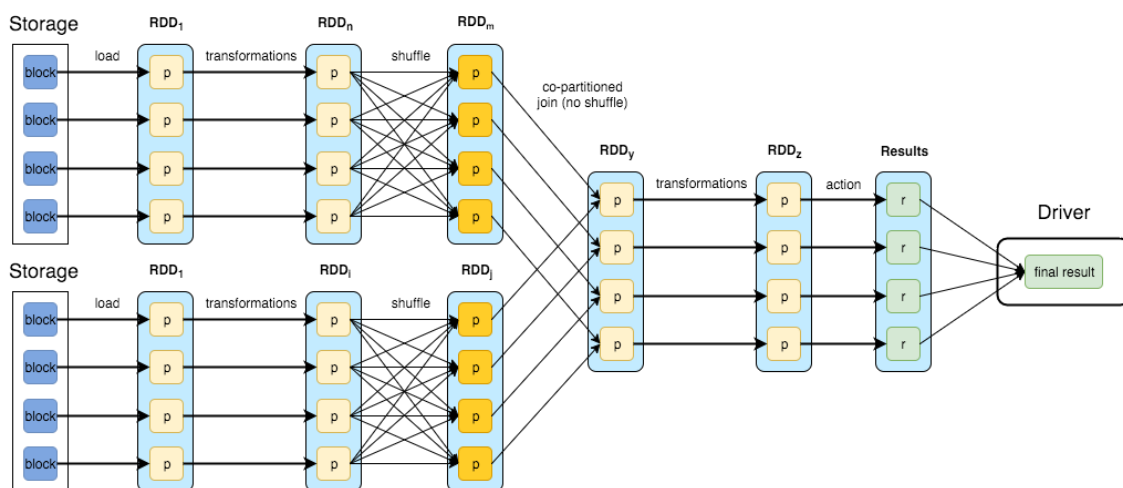 Storage
RDD1
RDDn
RDDm
load
transformations
shuffle
block
p
p
p
block
p
p
p
block
p
p
p
block
p
p
p
co-partitioned
join (no shuffle)
RDDy
RDDz
Results
transformations
action
p
p
r
p
p
r
p
p
r
p
p
r
Driver
final result
Storage
RDD1
RDDi
RDDj
load
transformations
shuffle
block
p
p
p
block
p
p
p
block
p
p
p
block
p
p
p